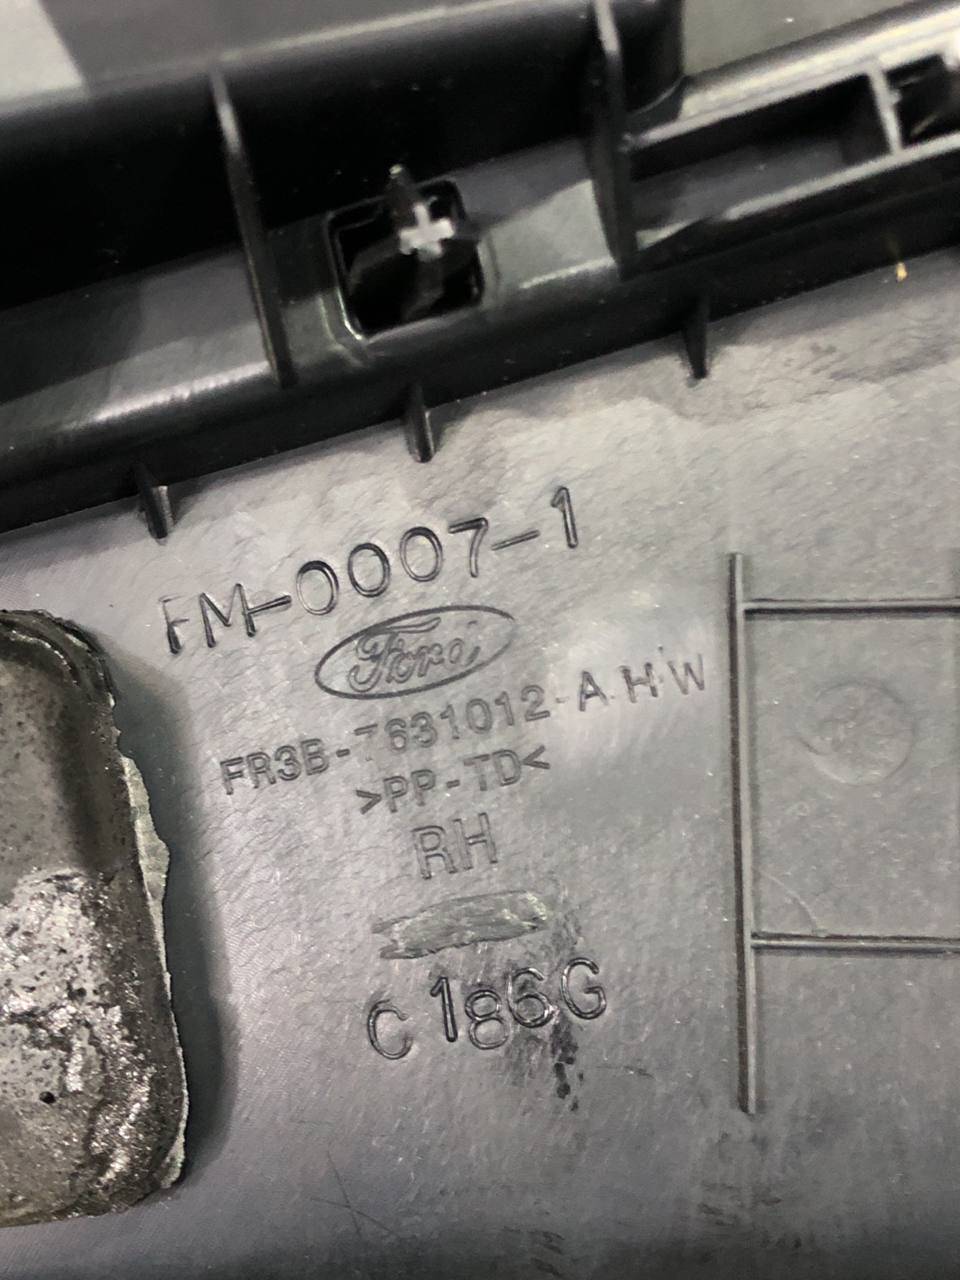 FM-0007-1
Ford
FR3B-7631012-AHW
>PP-TD<
RH
C186G